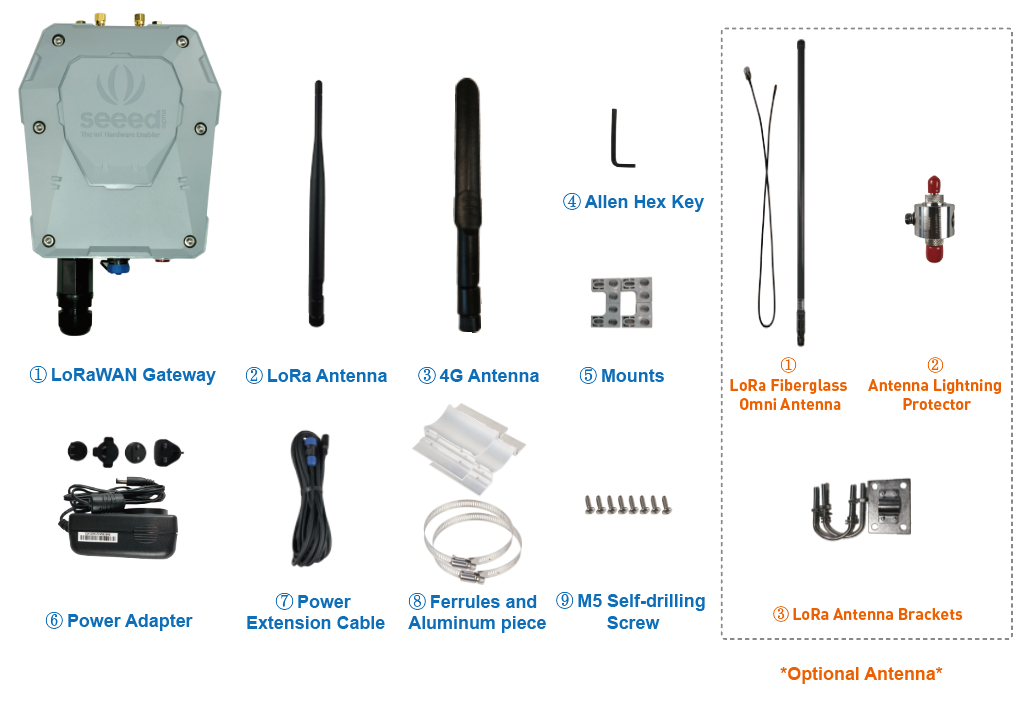 seeed
studio
The IoT Hardware Enabler
④ Allen Hex Key
① LoRaWAN Gateway
② LoRa Antenna
③ 4G Antenna
⑤ Mounts
⑥ Power Adapter
⑦ Power
Extension Cable
⑧ Ferrules and
Aluminum piece
⑨ M5 Self-drilling
Screw
①
LoRa Fiberglass
Omni Antenna
②
Antenna Lightning
Protector
③ LoRa Antenna Brackets
*Optional Antenna*